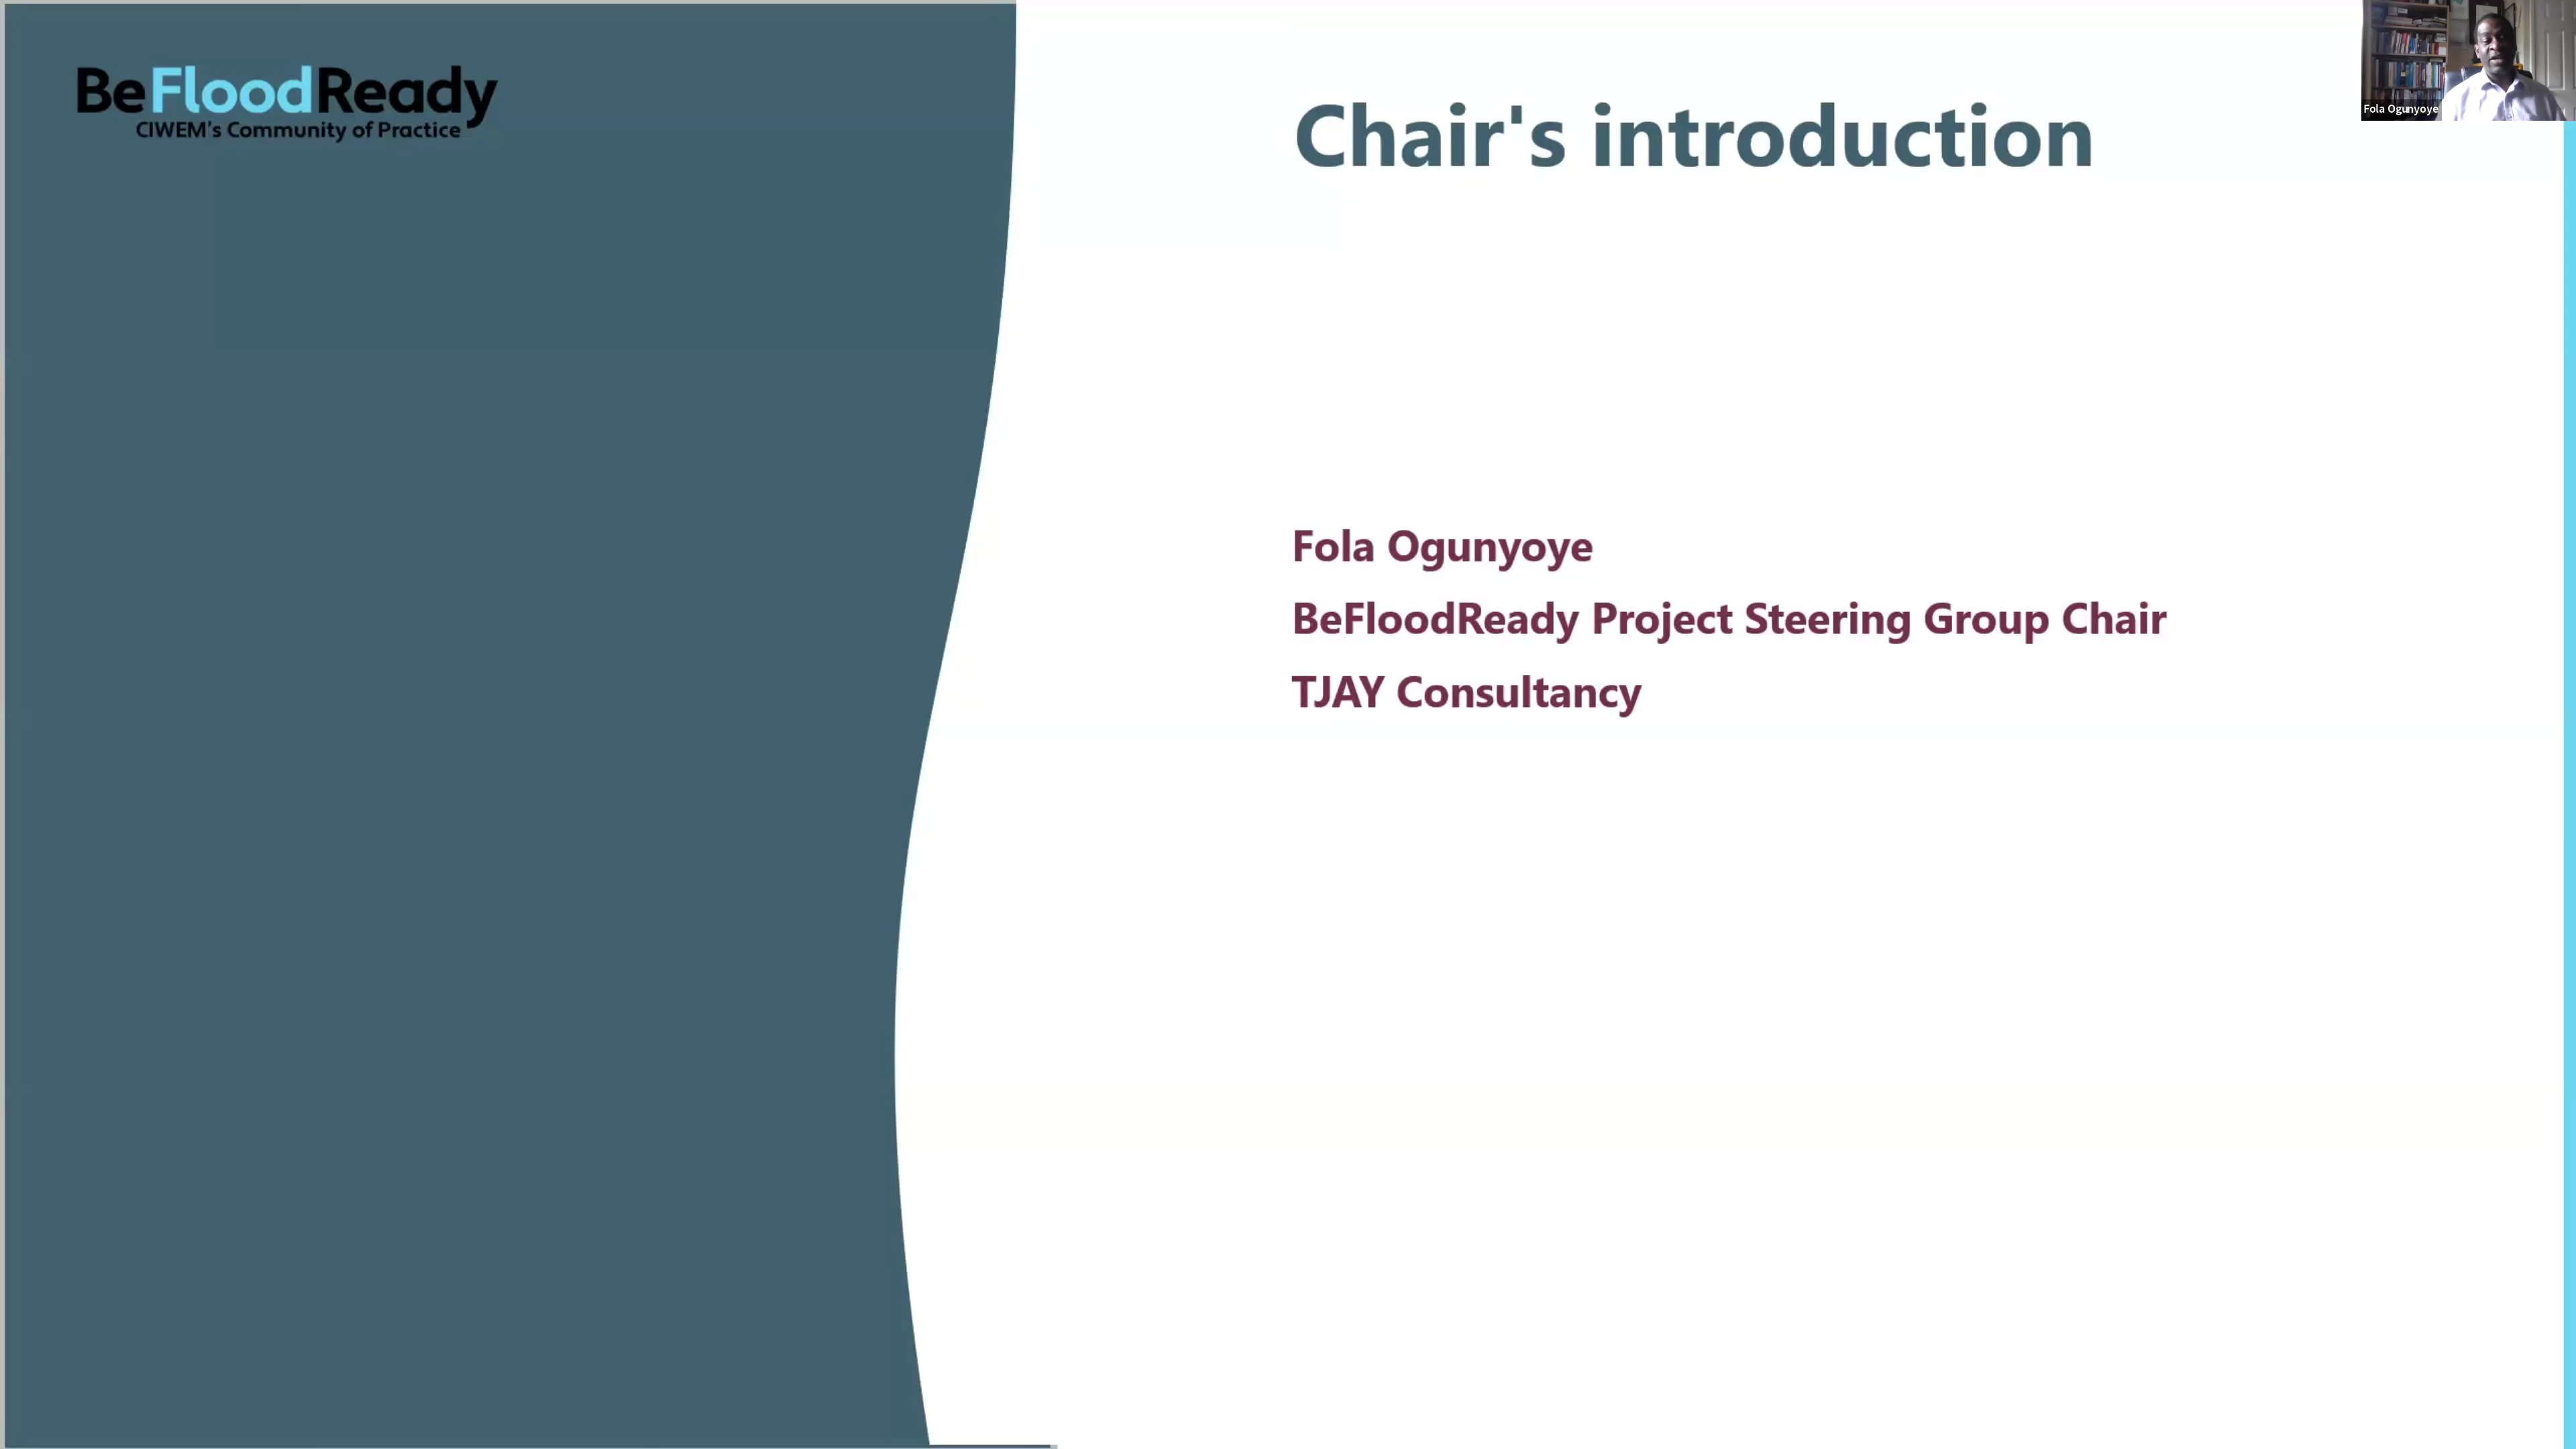 BeFloodReady
CIWEM's Community of Practice
Chair's introduction
Fola Ogunyoye
Fola Ogunyoye
BeFloodReady Project Steering Group Chair
TJAY Consultancy